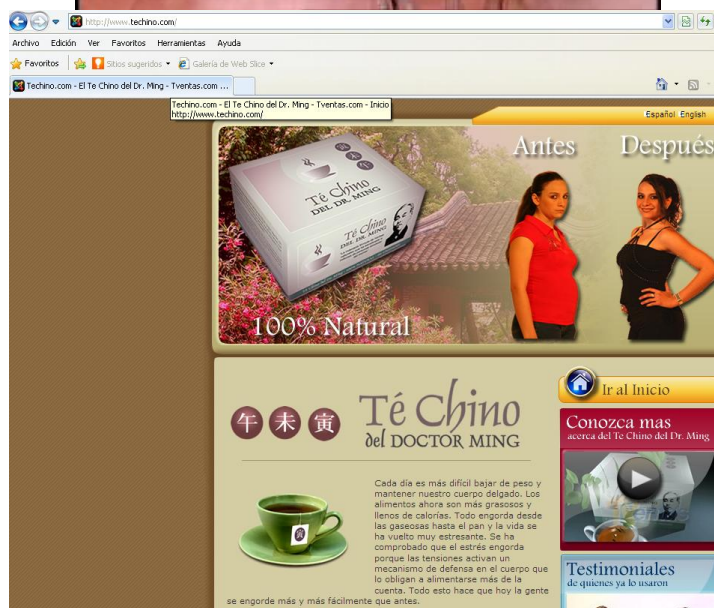 http://www.techino.com/
Archivo Edición Ver Favoritos Herramientas Ayuda
Favoritos Sitios sugeridos Galería de Web Slice
Techino.com - El Te Chino del Dr. Ming - Tventas.com ...
Techino.com - El Te Chino del Dr. Ming - Tventas.com - Inicio
http://www.techino.com/
Español English
Antes Después
Té Chino
DEL DR. MING
Té Chino
DEL DR. MING
100% Natural
Ir al Inicio
午 未 寅
Té Chino
del DOCTOR MING
Conozca mas
acerca del Te Chino del Dr. Ming
Cada día es más difícil bajar de peso y
mantener nuestro cuerpo delgado. Los
alimentos ahora son más grasosos y
llenos de calorías. Todo engorda desde
las gaseosas hasta el pan y la vida se
ha vuelto muy estresante. Se ha
comprobado que el estrés engorda
porque las tensiones activan un
mecanismo de defensa en el cuerpo que
lo obligan a alimentarse más de la
cuenta. Todo esto hace que hoy la gente
se engorde más y más fácilmente que antes.
寅
Testimoniales
de quienes ya lo usaron